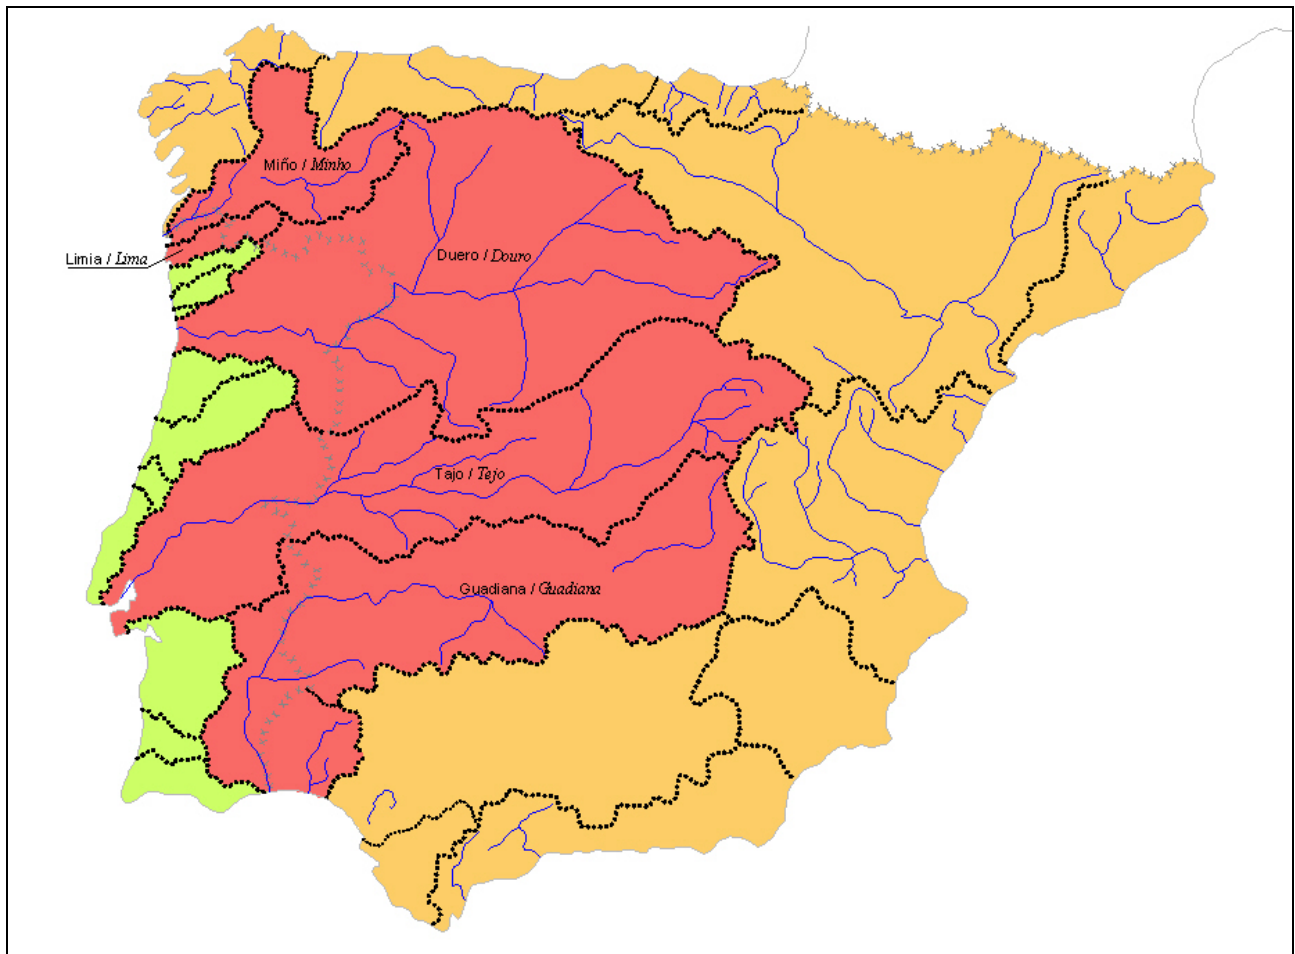 Miño / Minho
Limia / Lima
Duero / Douro
Tajo / Tejo
Guadiana / Guadiana